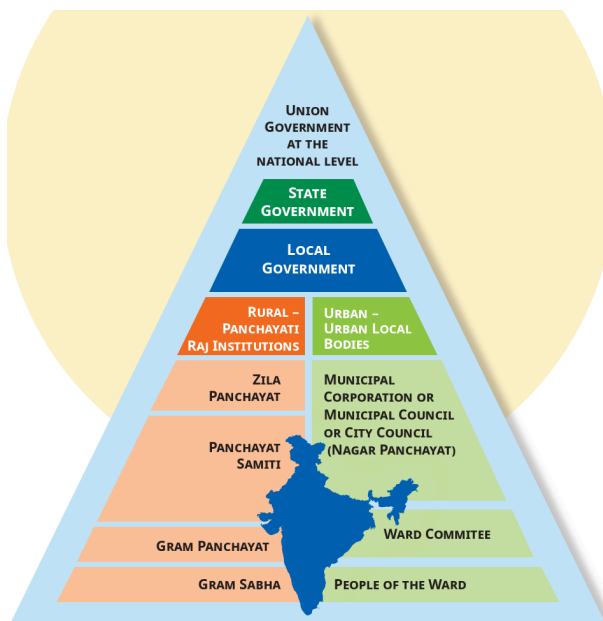 Union
Government
at the
national level
State
Government
Local
Government
Rural –
Panchayati
Raj Institutions
Urban –
Urban Local
Bodies
Zila
Panchayat
Panchayat
Samiti
Gram Panchayat
Gram Sabha
Municipal
Corporation or
Municipal Council
or City Council
(Nagar Panchayat)
Ward Commitee
People of the Ward